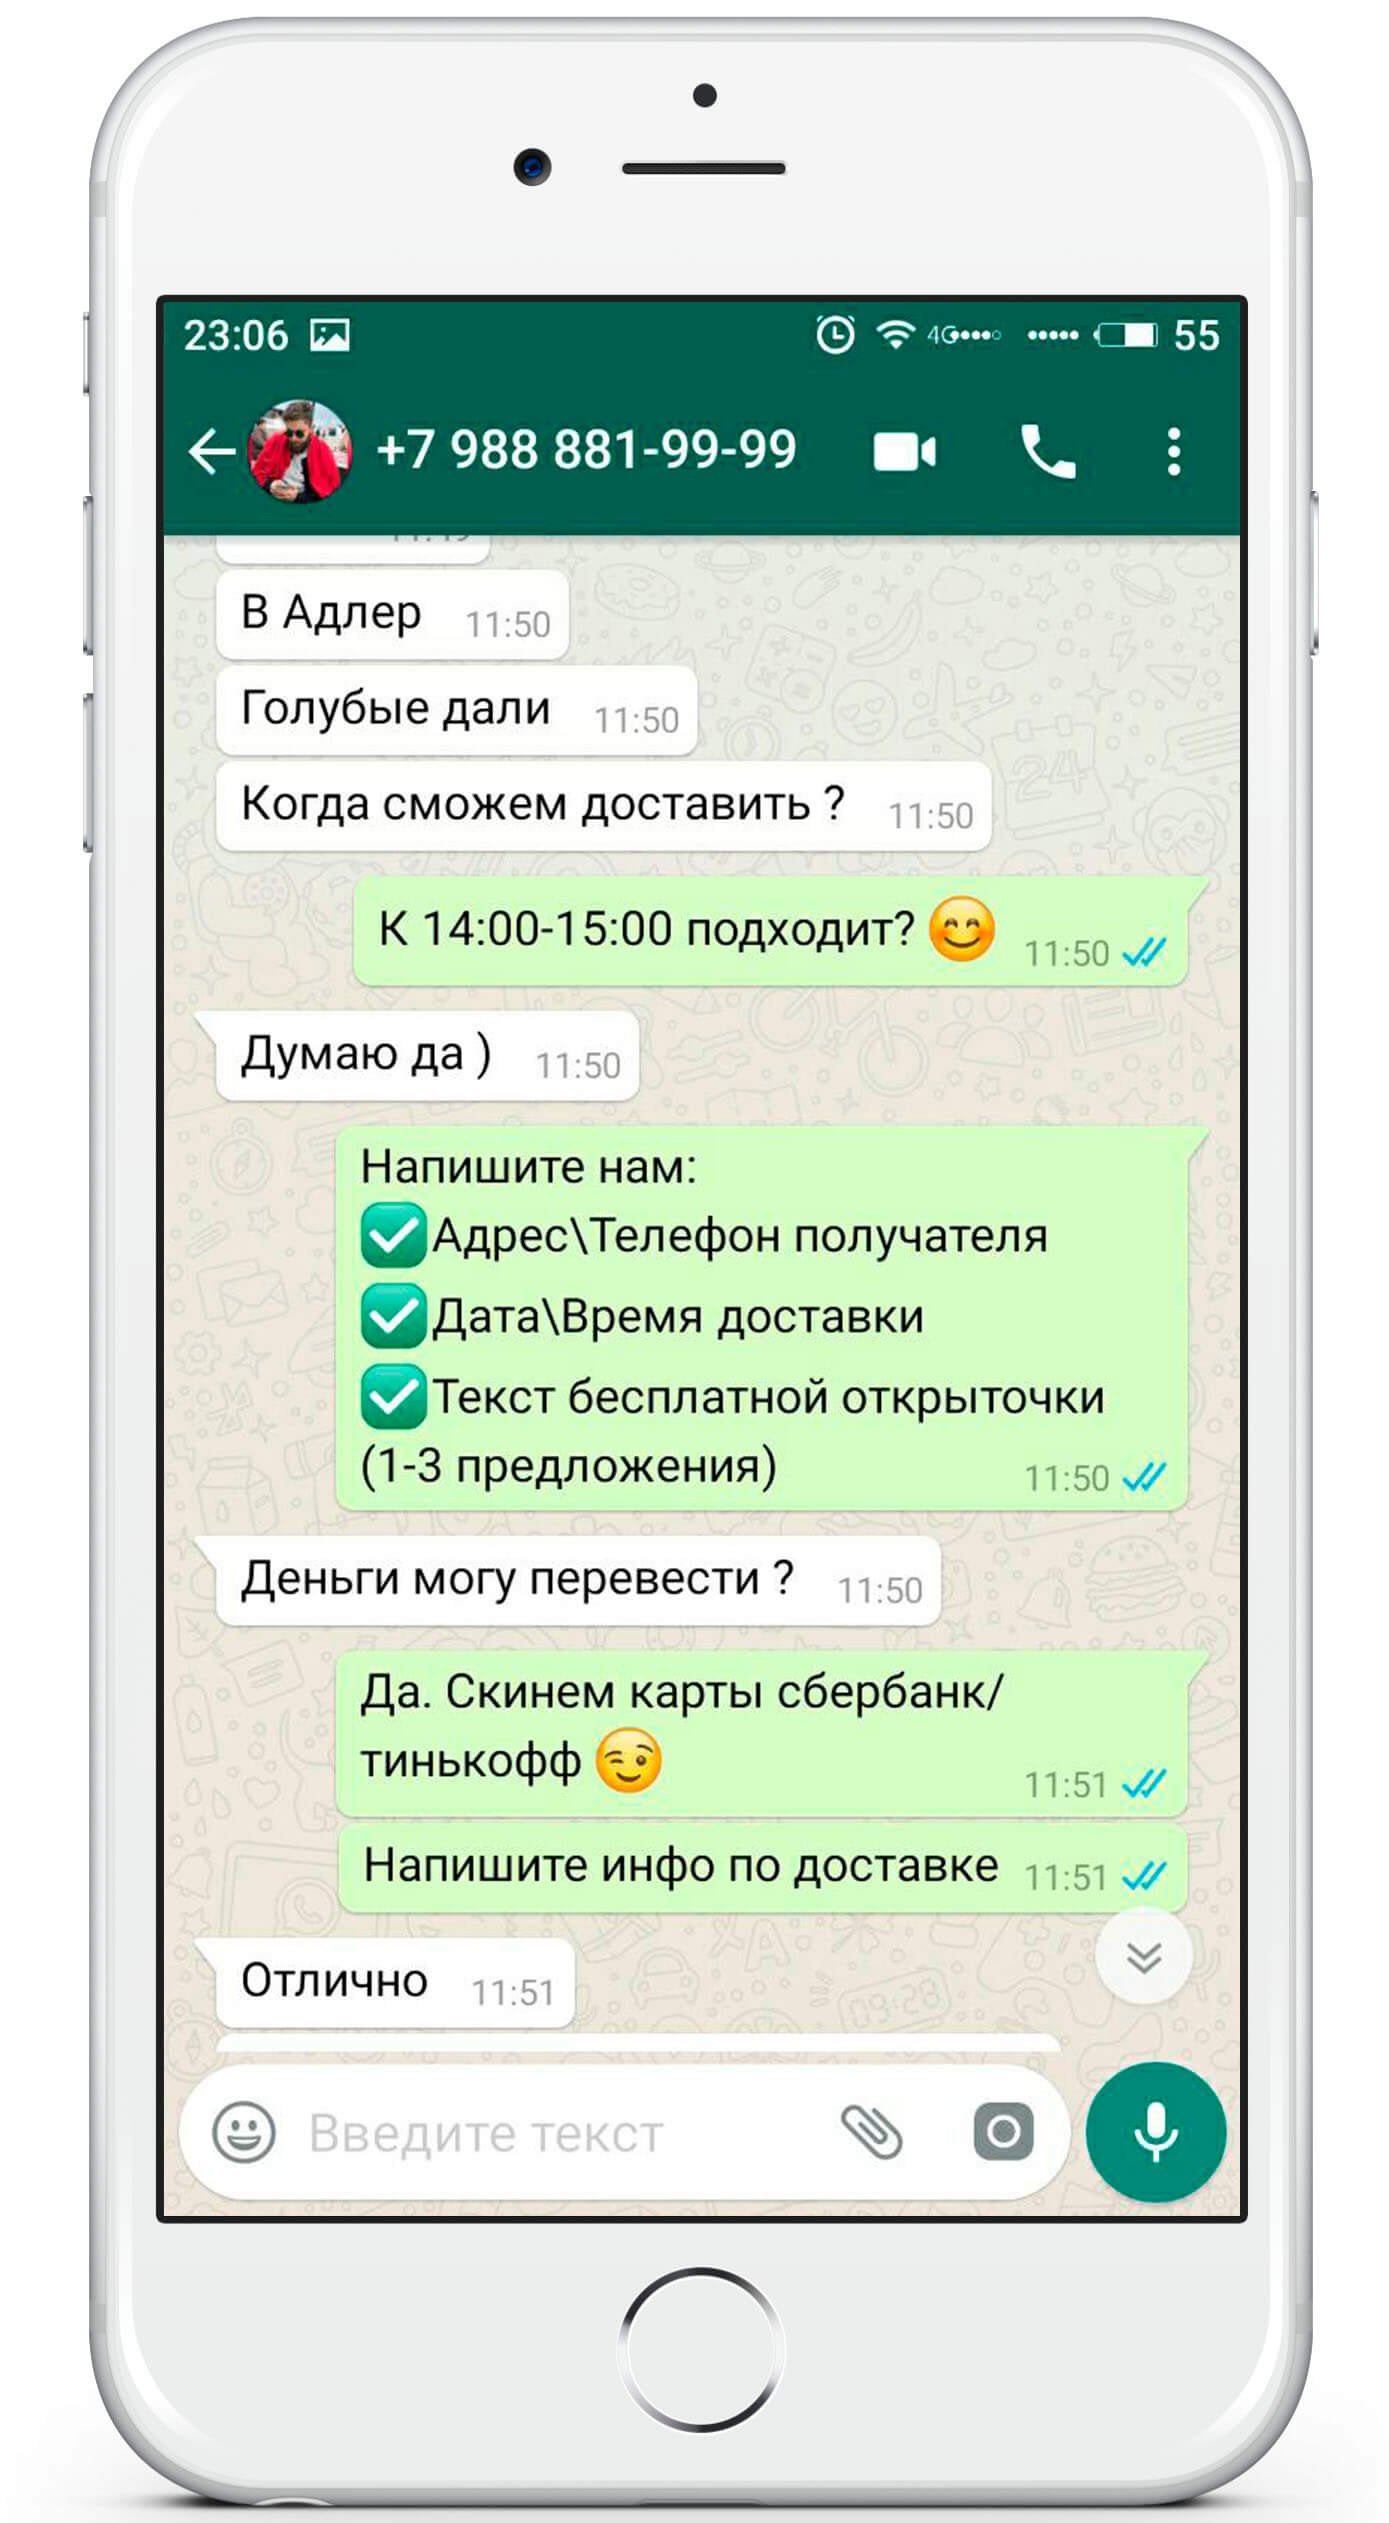 23:06 4G 55
+7 988 881-99-99
В Адлер 11:50
Голубые дали 11:50
Когда сможем доставить ? 11:50
К 14:00-15:00 подходит? 😊 11:50
Думаю да ) 11:50
Напишите нам:
✅Адрес\Телефон получателя
✅Дата\Время доставки
✅Текст бесплатной открыточки
(1-3 предложения) 11:50
Деньги могу перевести ? 11:50
Да. Скинем карты сбербанк/
тинькофф 😉 11:51
Напишите инфо по доставке 11:51
Отлично 11:51
Введите текст